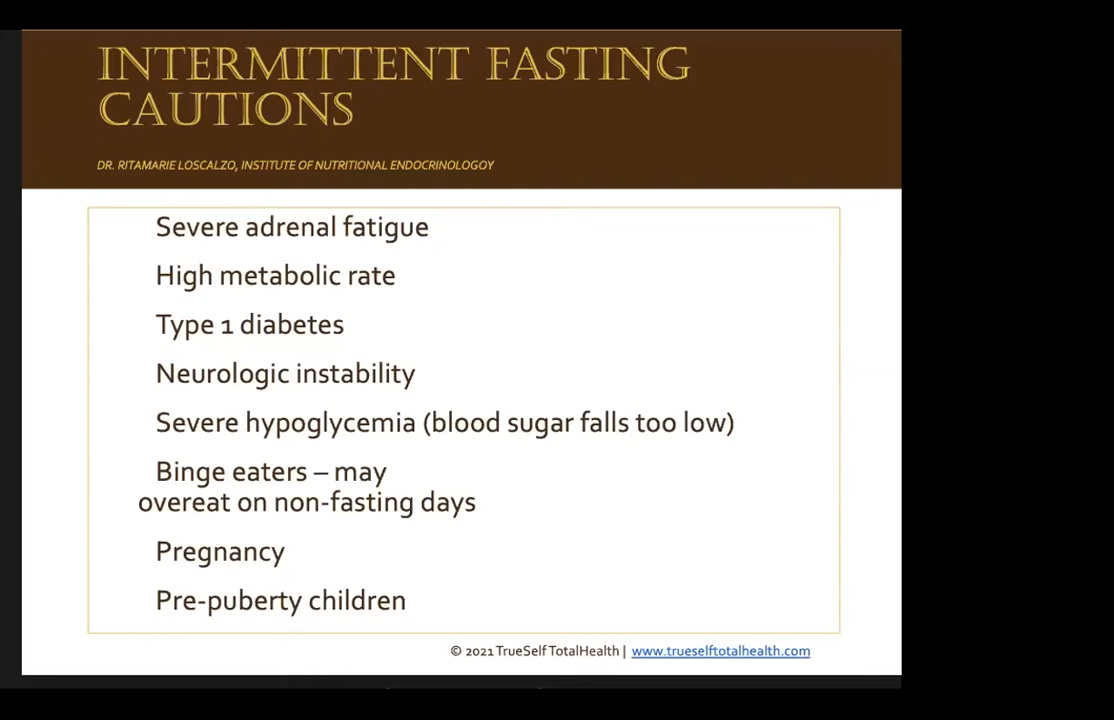 INTERMITTENT FASTING
CAUTIONS
DR. RITAMARIE LOSCALZO, INSTITUTE OF NUTRITIONAL ENDOCRINOLOGOY
Severe adrenal fatigue
High metabolic rate
Type 1 diabetes
Neurologic instability
Severe hypoglycemia (blood sugar falls too low)
Binge eaters – may
overeat on non-fasting days
Pregnancy
Pre-puberty children
© 2021 TrueSelf TotalHealth | www.trueselftotalhealth.com